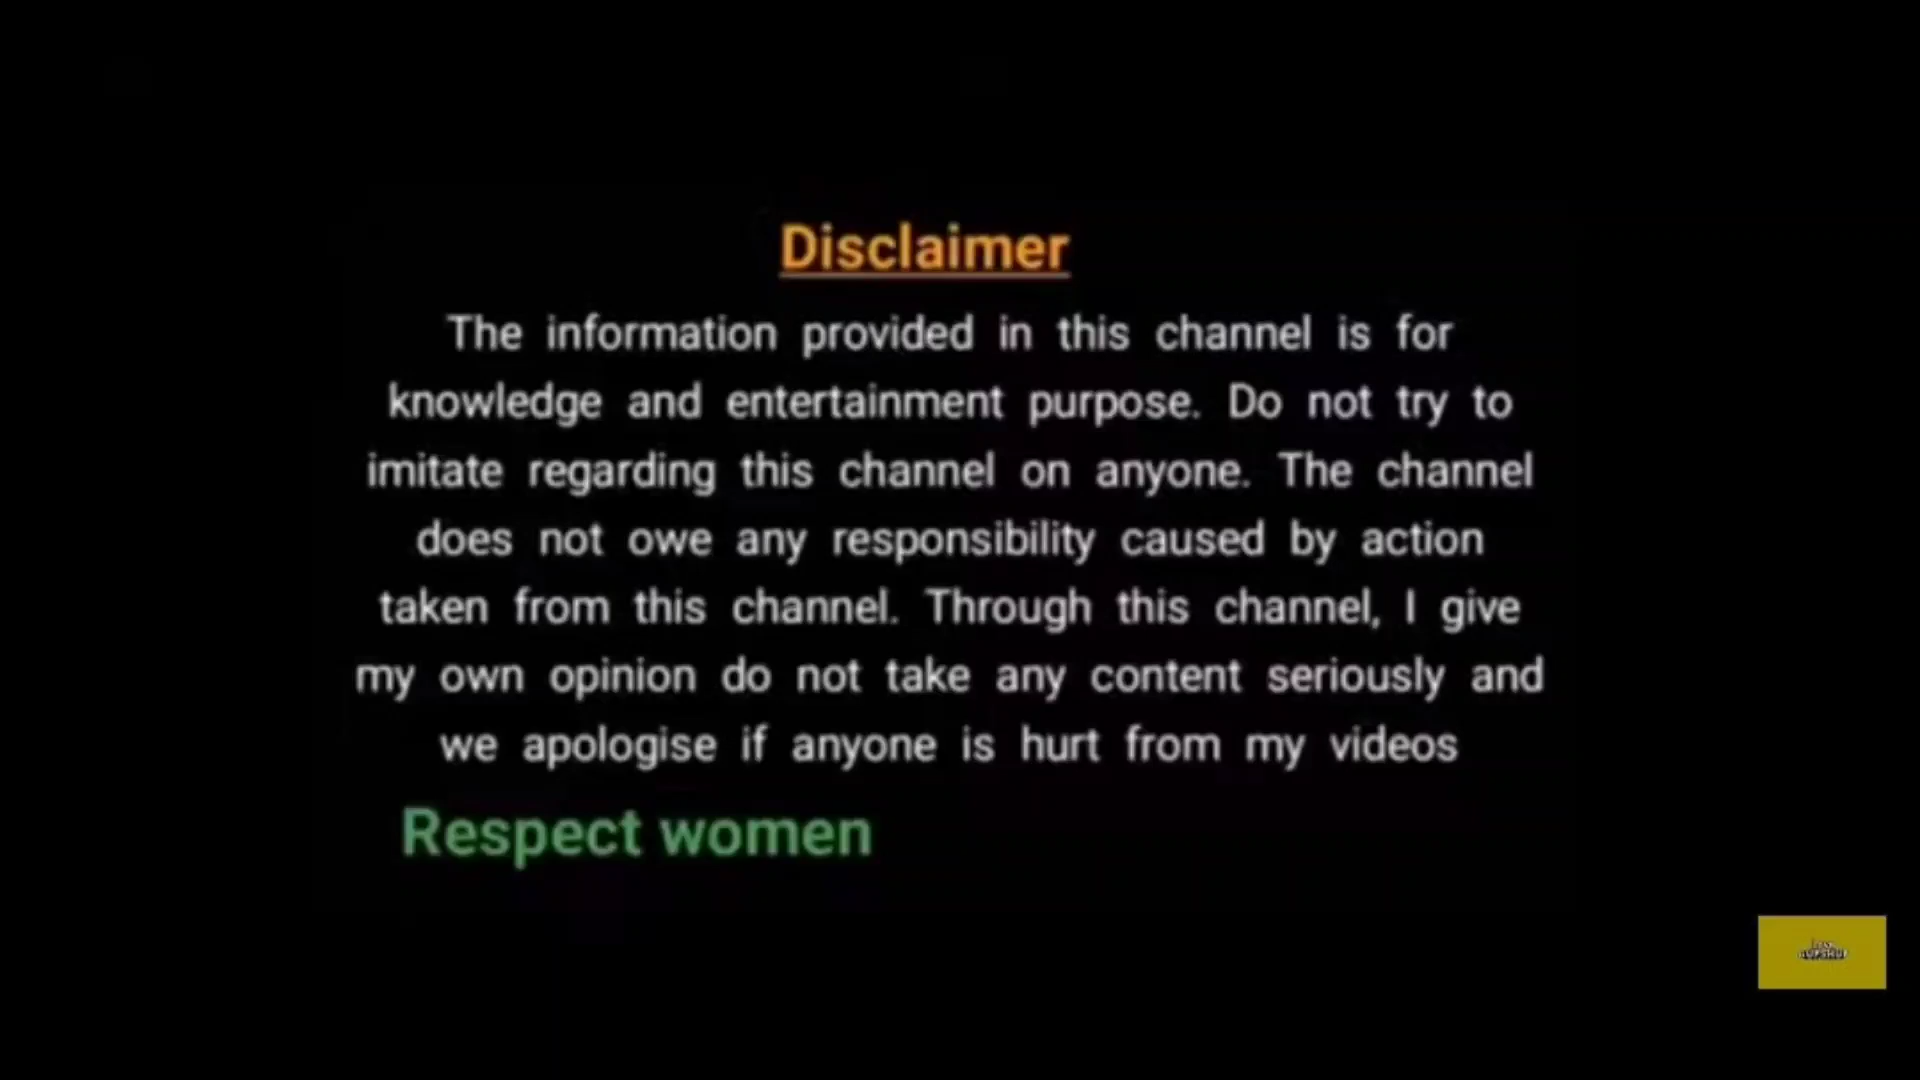 Disclaimer
The information provided in this channel is for
knowledge and entertainment purpose. Do not try to
imitate regarding this channel on anyone. The channel
does not owe any responsibility caused by action
taken from this channel. Through this channel, I give
my own opinion do not take any content seriously and
we apologise if anyone is hurt from my videos
Respect women